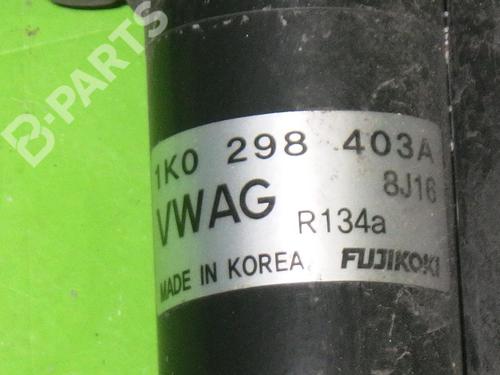 B-PARTS
1K0 298 403A
8J16
VWAG R134a
MADE IN KOREA FUJIKOKI